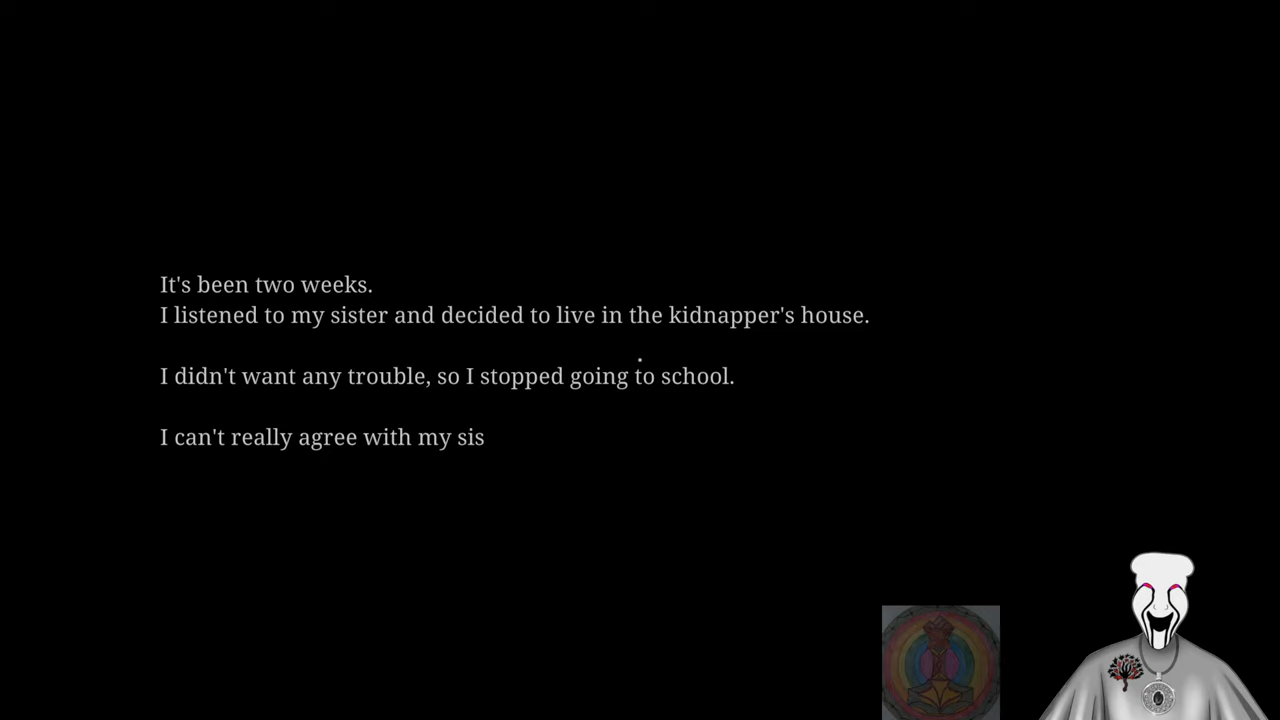 It's been two weeks.
I listened to my sister and decided to live in the kidnapper's house.
I didn't want any trouble, so I stopped going to school.
I can't really agree with my sis